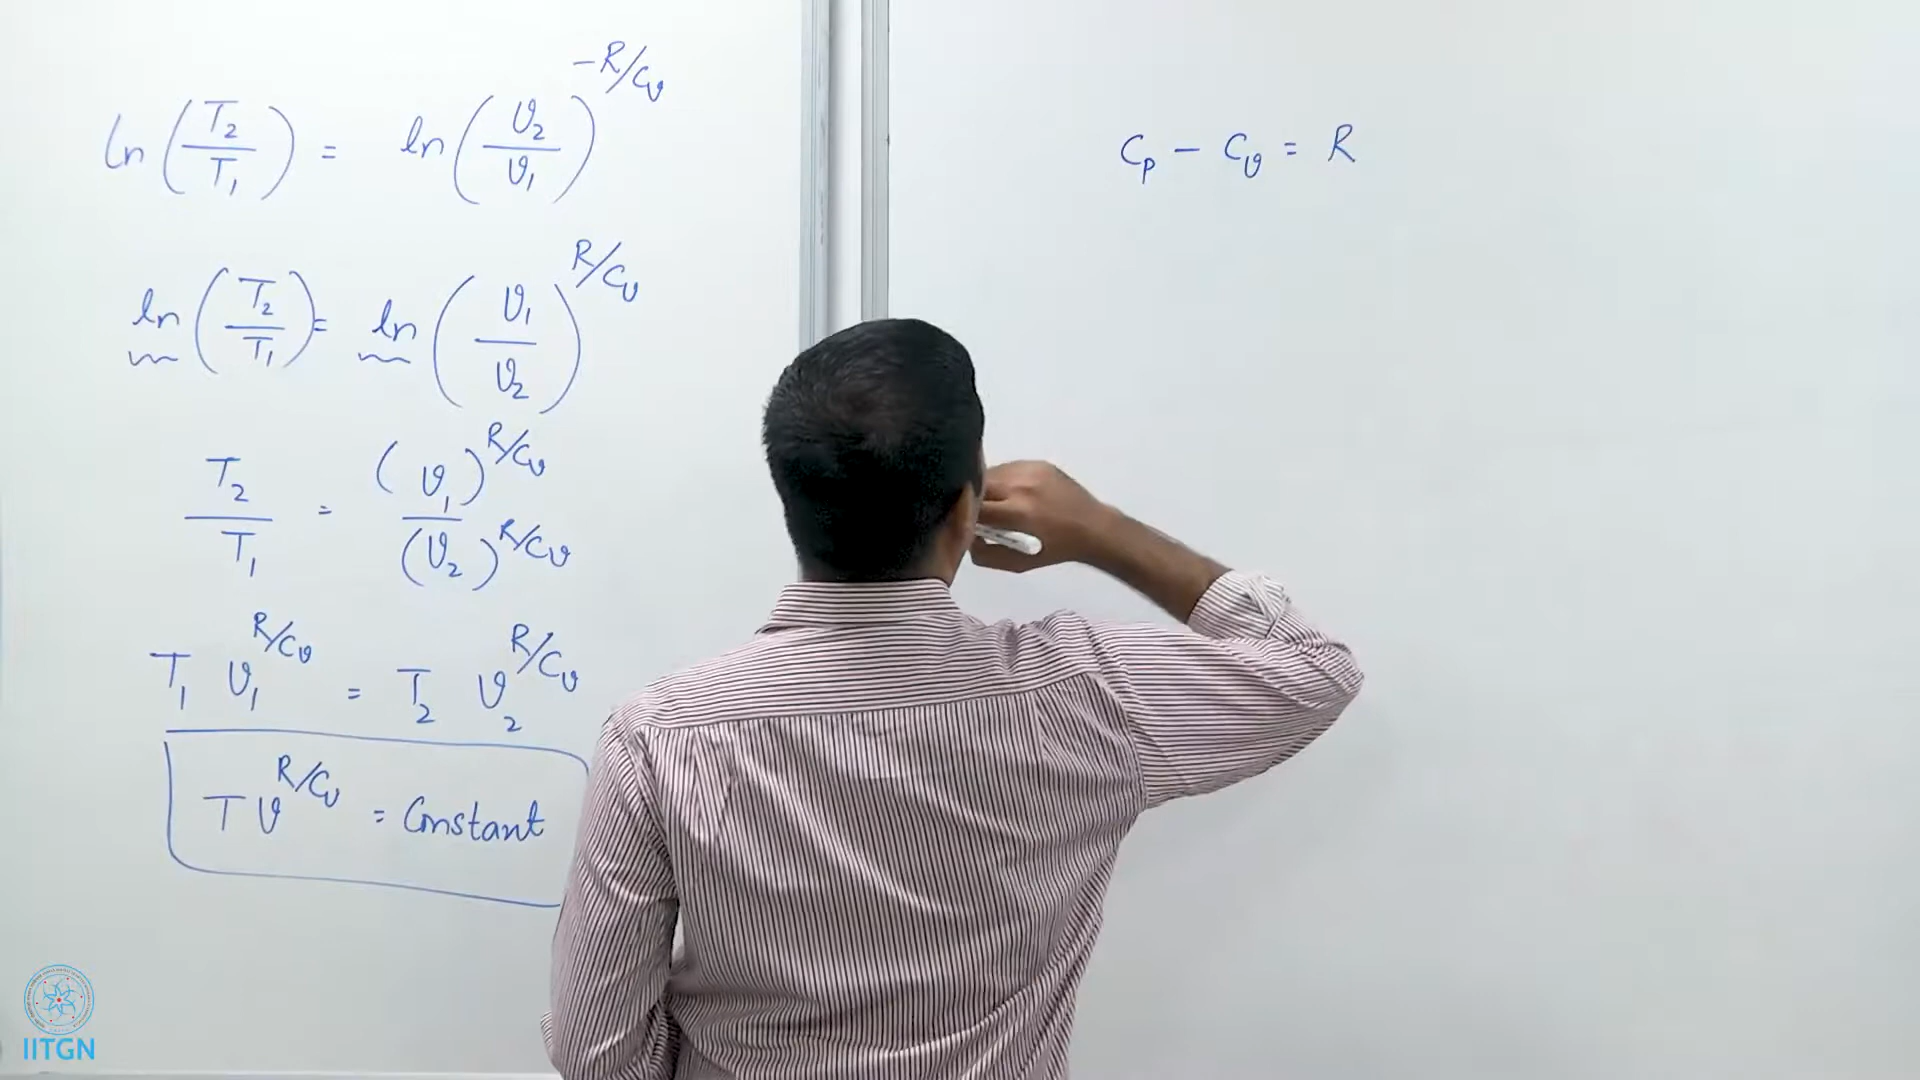 ln (T₂/T₁) = ln (v₂/v₁)^(-R/Cv)
ln (T₂/T₁) = ln (v₁/v₂)^(R/Cv)
T₂/T₁ = (v₁)^(R/Cv)/(v₂)^(R/Cv)
T₁ v₁^(R/Cv) = T₂ v₂^(R/Cv)
T v^(R/Cv) = Constant
Cp - Cv = R
IITGN